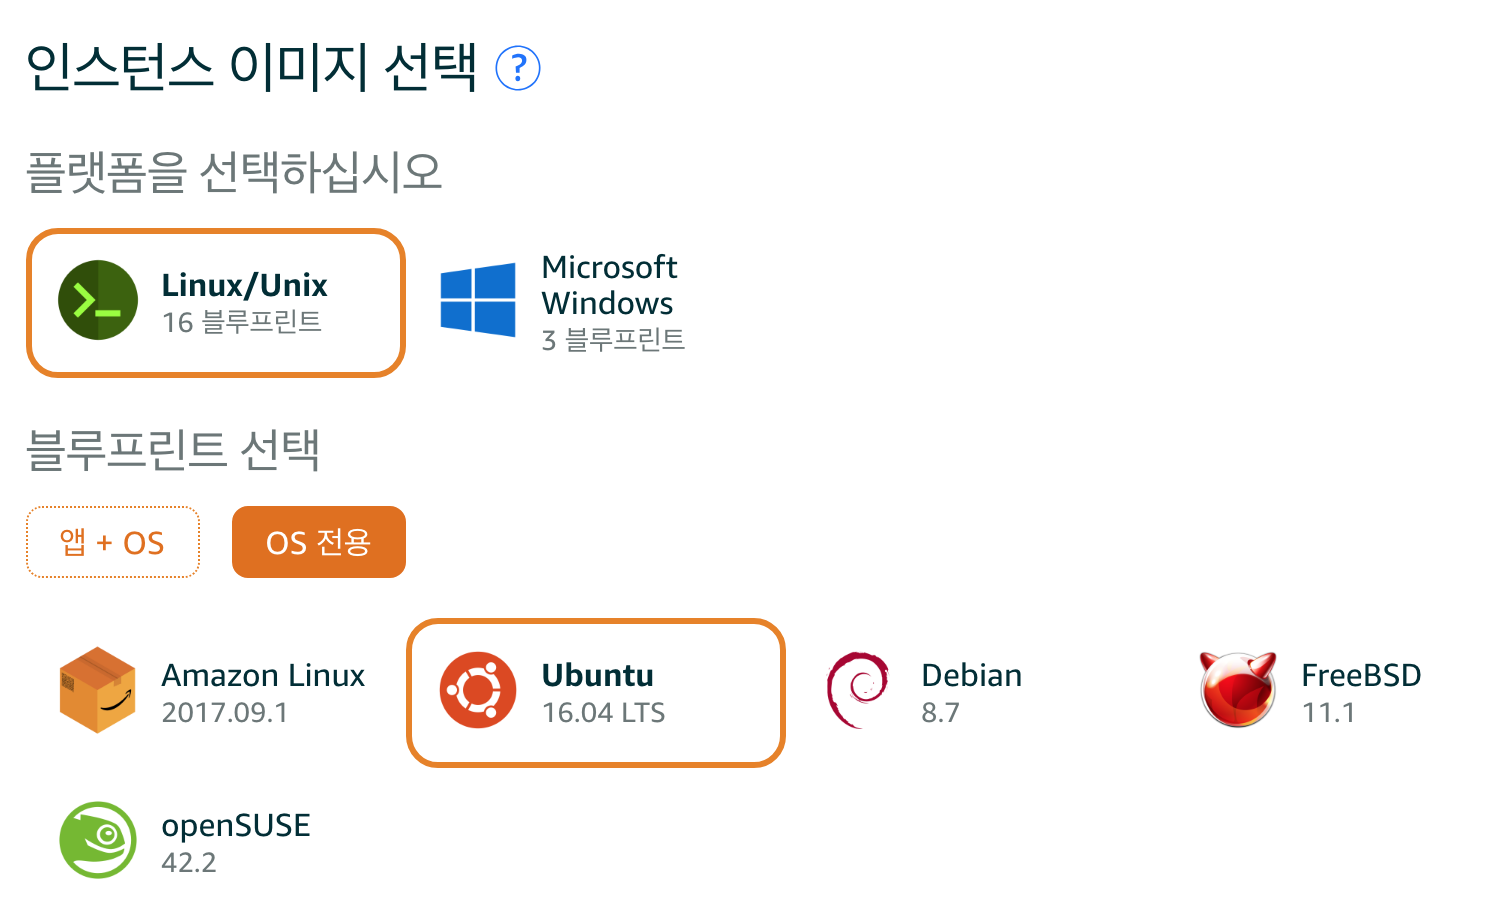 인스턴스 이미지 선택 ?
플랫폼을 선택하십시오
Linux/Unix
16 블루프린트
Microsoft
Windows
3 블루프린트
블루프린트 선택
앱 + OS
OS 전용
Amazon Linux
2017.09.1
Ubuntu
16.04 LTS
Debian
8.7
FreeBSD
11.1
openSUSE
42.2